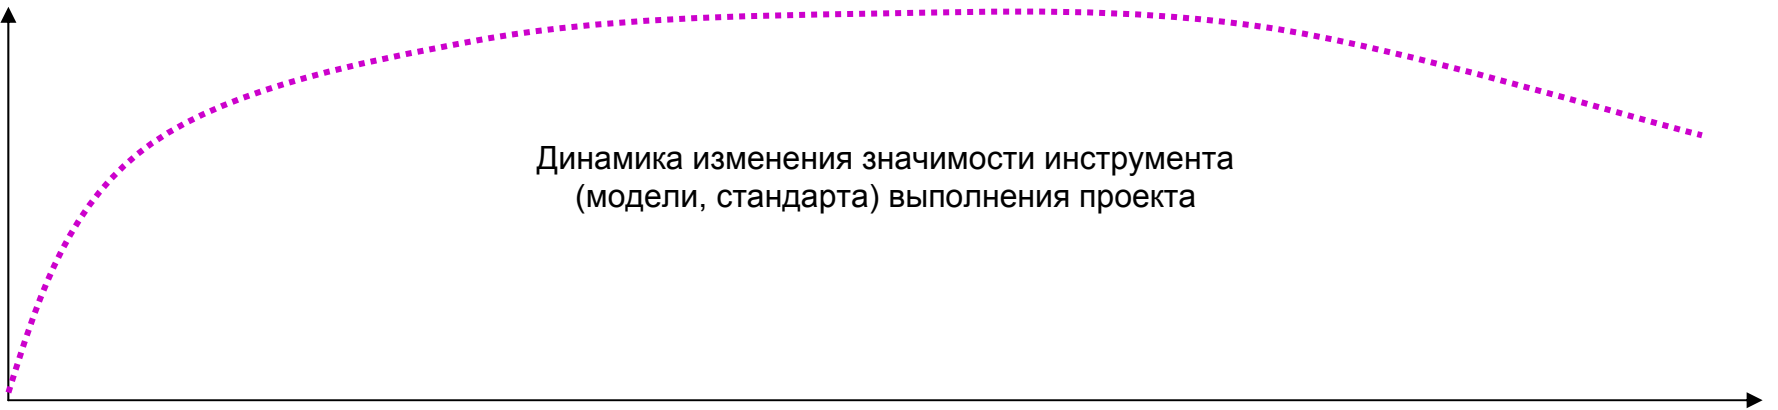 Динамика изменения значимости инструмента
(модели, стандарта) выполнения проекта